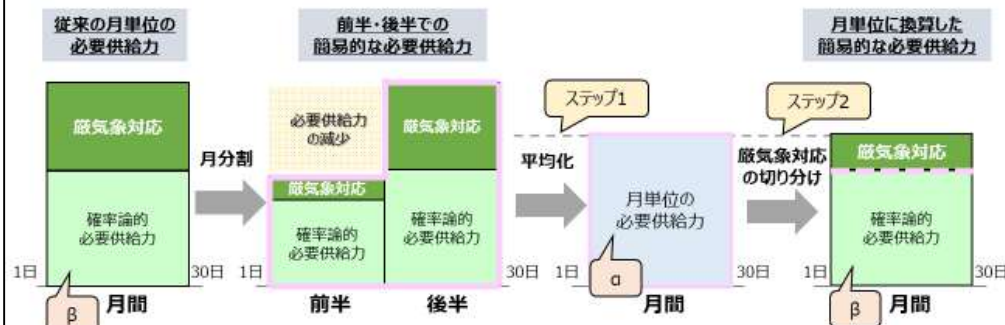 従来の月単位の
必要供給力
前半・後半での
簡易的な必要供給力
月単位に換算した
簡易的な必要供給力
厳気象対応
確率論的
必要供給力
1日
30日
β
月間
月分割
必要供給力
の減少
厳気象対応
確率論的
必要供給力
厳気象対応
確率論的
必要供給力
1日
30日
前半
後半
ステップ1
平均化
月単位の
必要供給力
1日
30日
α
月間
ステップ2
厳気象対応
の切り分け
厳気象対応
確率論的
必要供給力
1日
30日
β
月間